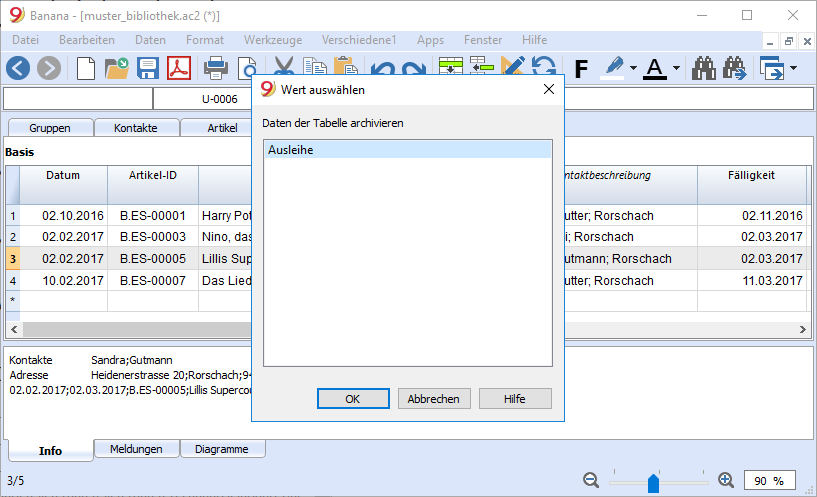 Banana - [muster_bibliothek.ac2 (*)]
Datei Bearbeiten Daten Format Werkzeuge Verschiedene1 Apps Fenster Hilfe
F A
U-0006
Gruppen Kontakte Artikel
Basis
Datum Artikel-ID ntaktbeschreibung Fälligkeit
1 02.10.2016 B.ES-00001 Harry Pot utter; Rorschach 02.11.2016
2 02.02.2017 B.ES-00003 Nino, das i; Rorschach 02.03.2017
3 02.02.2017 B.ES-00005 Lillis Sup utmann; Rorschach 02.03.2017
4 10.02.2017 B.ES-00007 Das Lied utter; Rorschach 11.03.2017
*
Wert auswählen
Daten der Tabelle archivieren
Ausleihe
OK Abbrechen Hilfe
Kontakte Sandra;Gutmann
Adresse Heidenerstrasse 20;Rorschach;94
02.02.2017;02.03.2017;B.ES-00005;Lillis Supercou
Info Meldungen Diagramme
3/5
90 %